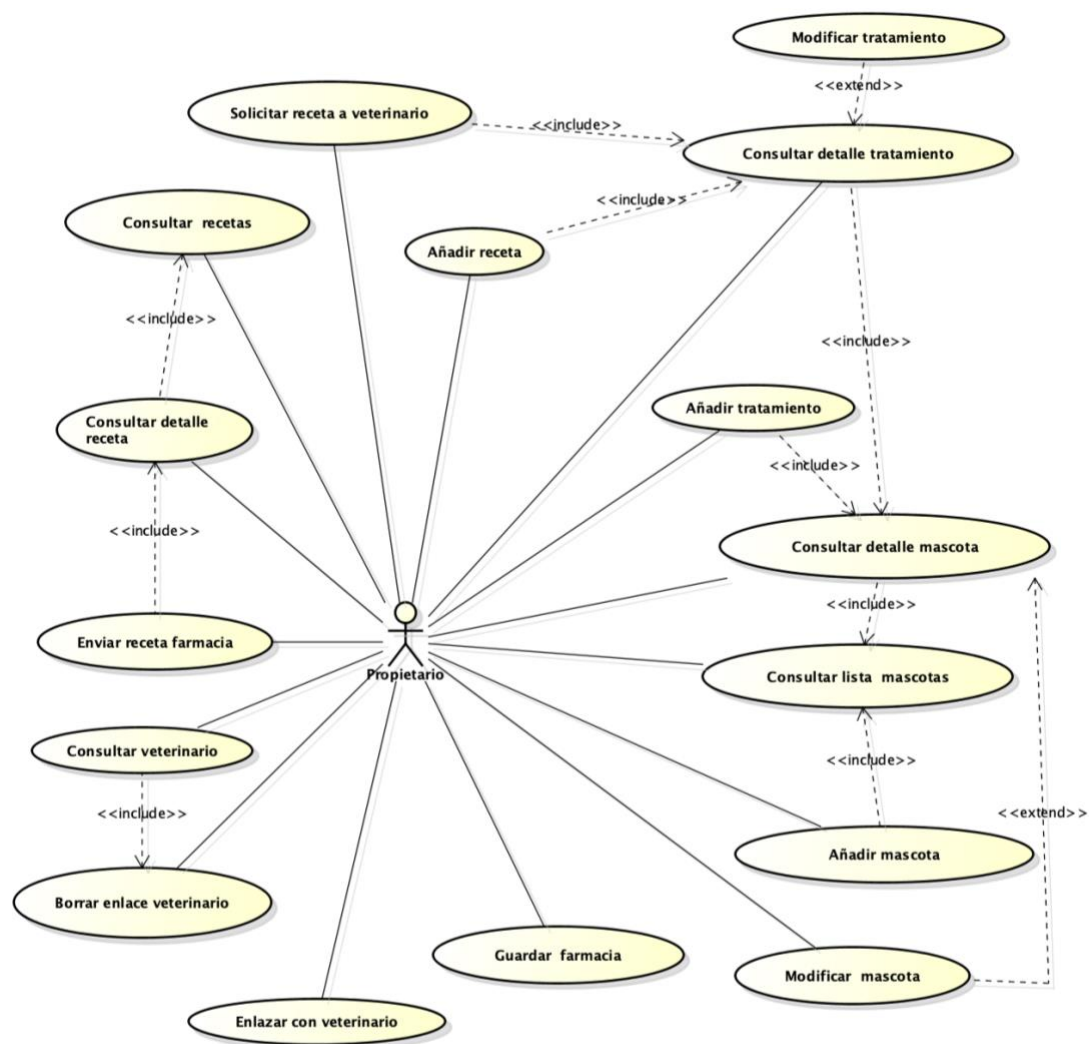 Modificar tratamiento
<<extend>>
Solicitar receta a veterinario
<<include>>
Consultar detalle tratamiento
<<include>>
Consultar  recetas
Añadir receta
<<include>>
<<include>>
Consultar detalle
receta
Añadir tratamiento
<<include>>
<<include>>
Consultar detalle mascota
<<include>>
Enviar receta farmacia
Propietario
Consultar lista  mascotas
Consultar veterinario
<<include>>
<<include>>
<<extend>>
Añadir mascota
Borrar enlace veterinario
Guardar  farmacia
Modificar  mascota
Enlazar con veterinario